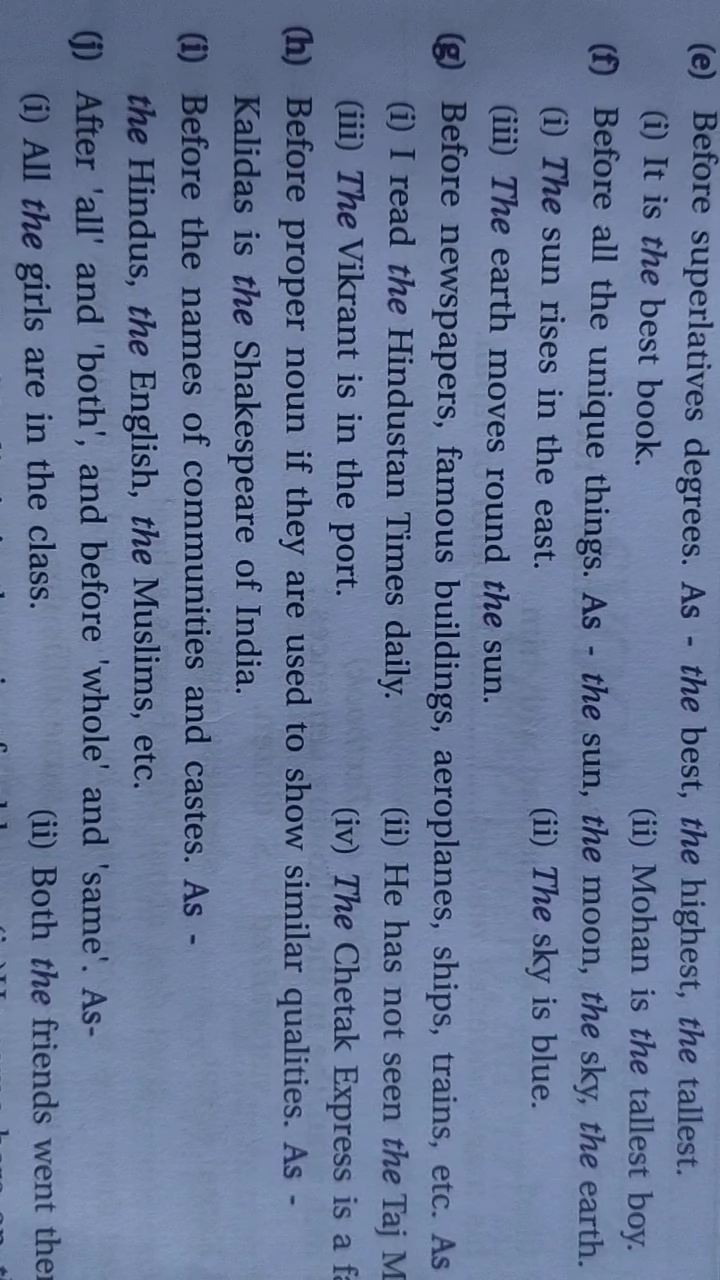 (e) Before superlatives degrees. As - the best, the highest, the tallest.
(i) It is the best book. (ii) Mohan is the tallest boy.
(f) Before all the unique things. As - the sun, the moon, the sky, the earth.
(i) The sun rises in the east. (ii) The sky is blue.
(iii) The earth moves round the sun.
(g) Before newspapers, famous buildings, aeroplanes, ships, trains, etc. As
(i) I read the Hindustan Times daily. (ii) He has not seen the Taj M
(iii) The Vikrant is in the port. (iv) The Chetak Express is a
(h) Before proper noun if they are used to show similar qualities. As -
Kalidas is the Shakespeare of India.
(i) Before the names of communities and castes. As -
the Hindus, the English, the Muslims, etc.
(j) After 'all' and 'both', and before 'whole' and 'same'. As-
(i) All the girls are in the class. (ii) Both the friends went